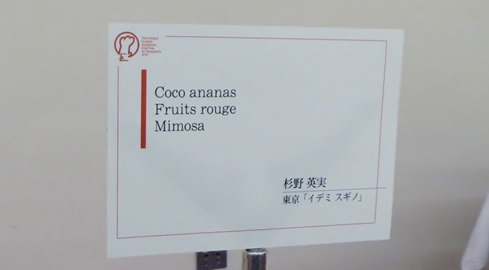 Coco ananas
Fruits rouge
Mimosa
杉野 英実
東京「イデミ スギノ」